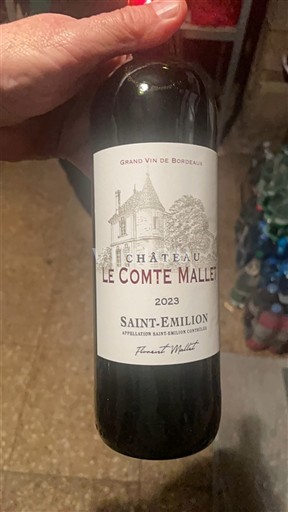 GRAND VIN DE BORDEAUX
CHÂTEAU
LE COMTE MALLET
2023
SAINT-EMILION
APPELLATION SAINT-EMILION CONTRÔLÉE
Florent Mallet